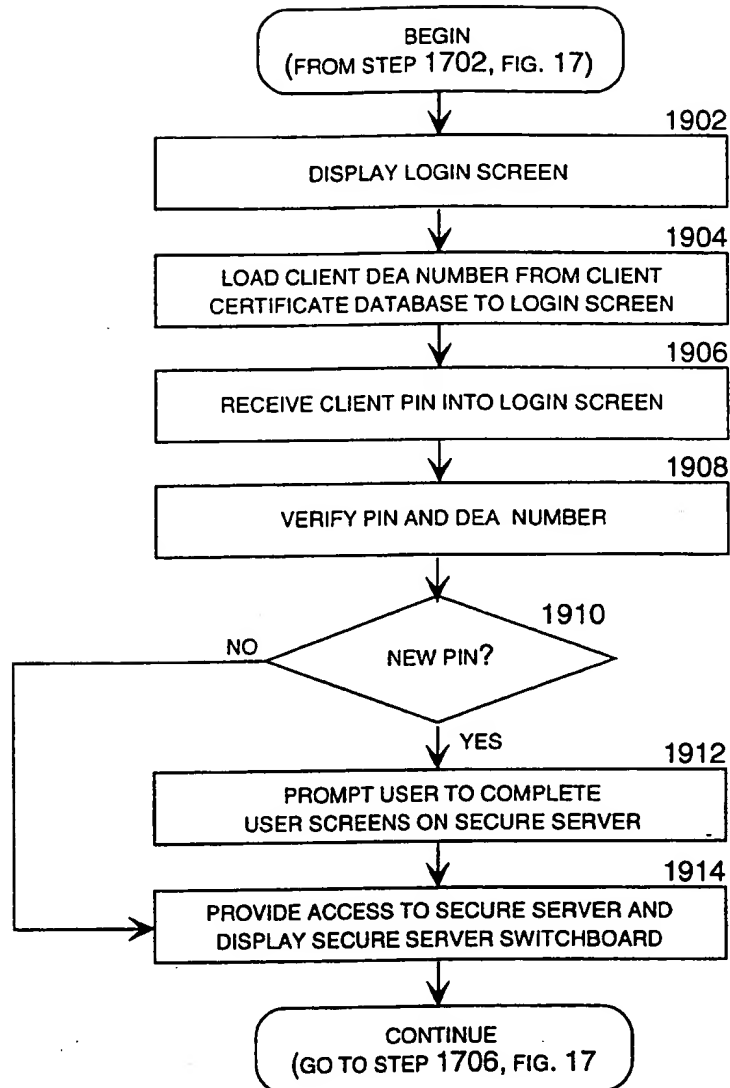 BEGIN
(FROM STEP 1702, FIG. 17)
1902
DISPLAY LOGIN SCREEN
1904
LOAD CLIENT DEA NUMBER FROM CLIENT
CERTIFICATE DATABASE TO LOGIN SCREEN
1906
RECEIVE CLIENT PIN INTO LOGIN SCREEN
1908
VERIFY PIN AND DEA NUMBER
1910
NO
NEW PIN?
YES
1912
PROMPT USER TO COMPLETE
USER SCREENS ON SECURE SERVER
1914
PROVIDE ACCESS TO SECURE SERVER AND
DISPLAY SECURE SERVER SWITCHBOARD
CONTINUE
(GO TO STEP 1706, FIG. 17